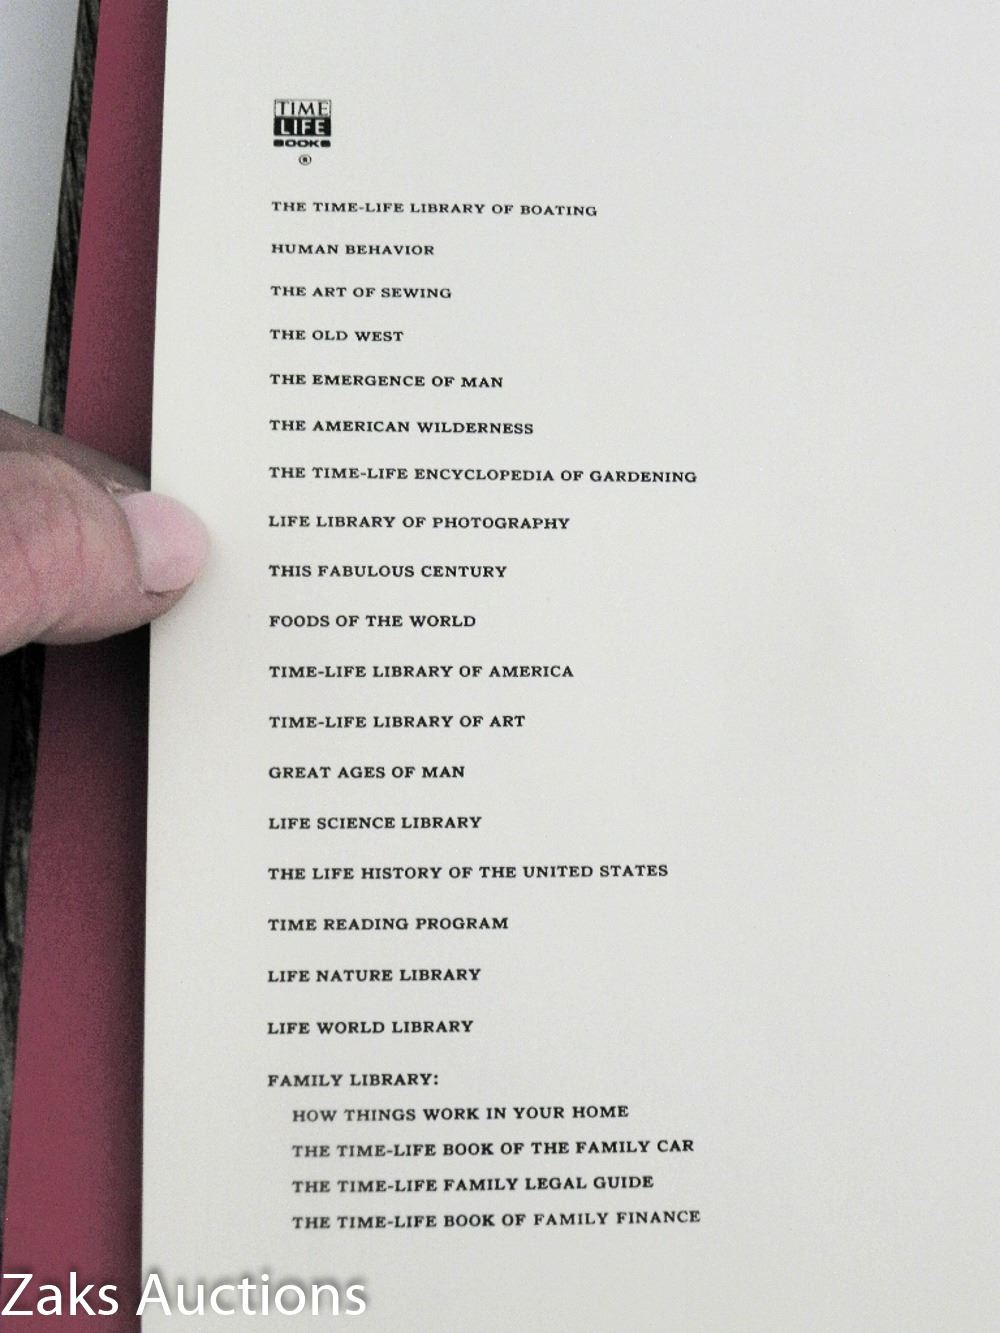 TIME
LIFE
BOOKS
®
THE TIME-LIFE LIBRARY OF BOATING
HUMAN BEHAVIOR
THE ART OF SEWING
THE OLD WEST
THE EMERGENCE OF MAN
THE AMERICAN WILDERNESS
THE TIME-LIFE ENCYCLOPEDIA OF GARDENING
LIFE LIBRARY OF PHOTOGRAPHY
THIS FABULOUS CENTURY
FOODS OF THE WORLD
TIME-LIFE LIBRARY OF AMERICA
TIME-LIFE LIBRARY OF ART
GREAT AGES OF MAN
LIFE SCIENCE LIBRARY
THE LIFE HISTORY OF THE UNITED STATES
TIME READING PROGRAM
LIFE NATURE LIBRARY
LIFE WORLD LIBRARY
FAMILY LIBRARY:
HOW THINGS WORK IN YOUR HOME
THE TIME-LIFE BOOK OF THE FAMILY CAR
THE TIME-LIFE FAMILY LEGAL GUIDE
THE TIME-LIFE BOOK OF FAMILY FINANCE
Zaks Auctions